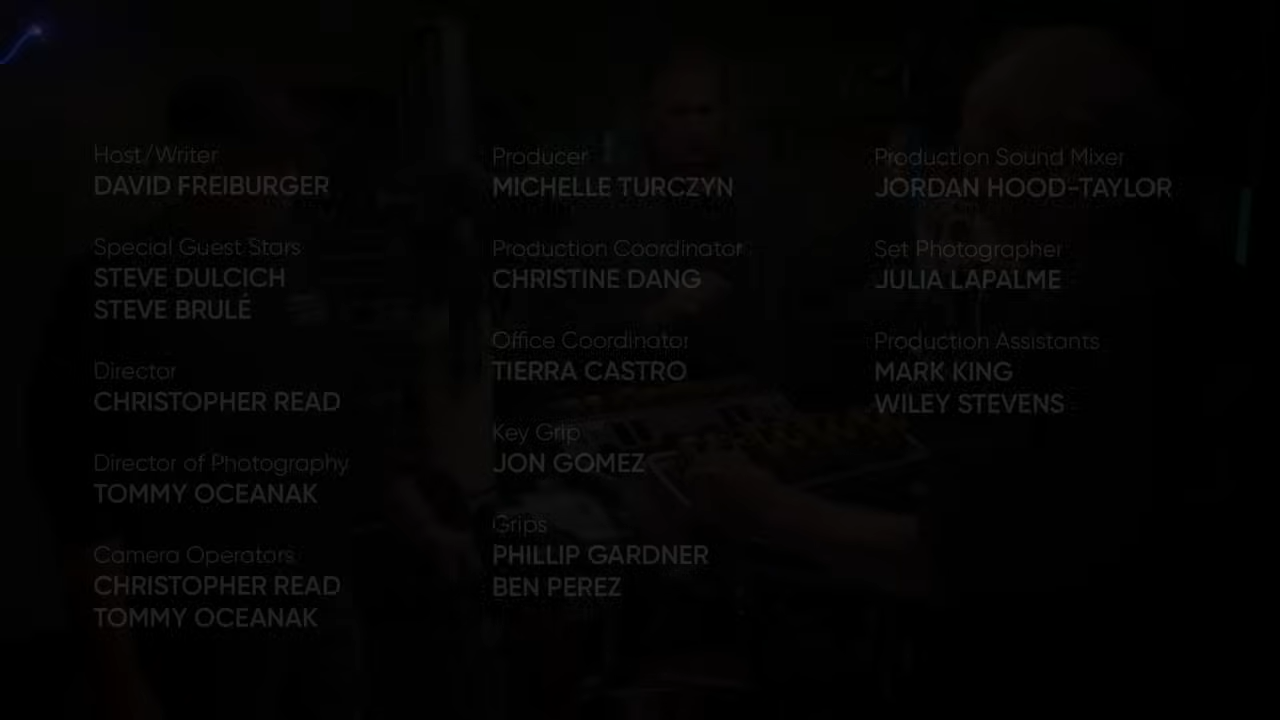 Host/Writer
DAVID FREIBURGER
Special Guest Stars
STEVE DULCICH
STEVE BRULÉ
Director
CHRISTOPHER READ
Director of Photography
TOMMY OCEANAK
Camera Operators
CHRISTOPHER READ
TOMMY OCEANAK
Producer
MICHELLE TURCZYN
Production Coordinator
CHRISTINE DANG
Office Coordinator
TIERRA CASTRO
Key Grip
JON GOMEZ
Grips
PHILLIP GARDNER
BEN PEREZ
Production Sound Mixer
JORDAN HOOD-TAYLOR
Set Photographer
JULIA LAPALME
Production Assistants
MARK KING
WILEY STEVENS